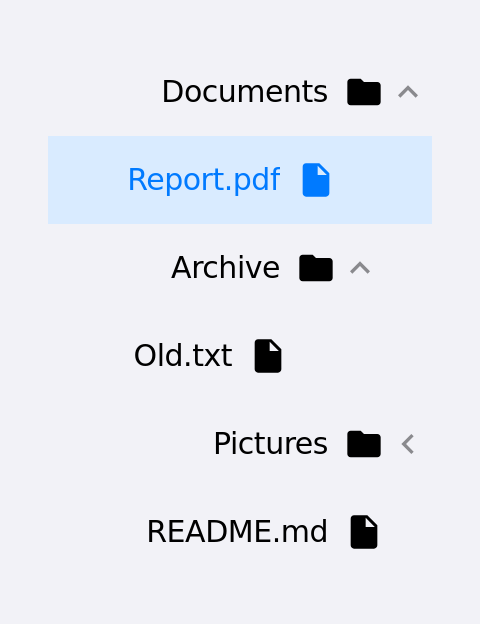 Documents
Report.pdf
Archive
Old.txt
Pictures
README.md